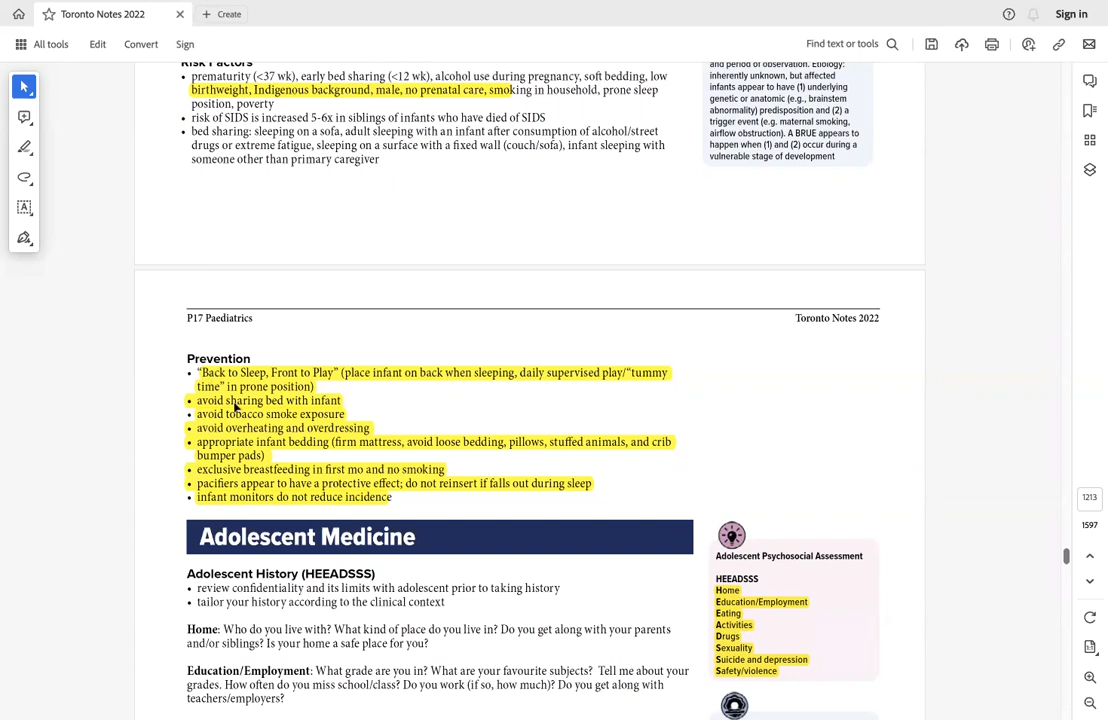 Toronto Notes 2022
Create
Sign in
All tools
Edit
Convert
Sign
Find text or tools
Risk Factors
• prematurity (<37 wk), early bed sharing (<12 wk), alcohol use during pregnancy, soft bedding, low
birthweight, Indigenous background, male, no prenatal care, smoking in household, prone sleep
position, poverty
• risk of SIDS is increased 5-6x in siblings of infants who have died of SIDS
• bed sharing: sleeping on a sofa, adult sleeping with an infant after consumption of alcohol/street
drugs or extreme fatigue, sleeping on a surface with a fixed wall (couch/sofa), infant sleeping with
someone other than primary caregiver
and period of observation. Etiology:
inherently unknown, but affected
infants appear to have (1) underlying
genetic or anatomic (e.g., brainstem
abnormality) predisposition and (2) a
trigger event (e.g. maternal smoking,
airflow obstruction). A BRUE appears to
happen when (1) and (2) occur during a
vulnerable stage of development
P17 Paediatrics
Toronto Notes 2022
Prevention
• “Back to Sleep, Front to Play” (place infant on back when sleeping, daily supervised play/“tummy
time” in prone position)
• avoid sharing bed with infant
• avoid tobacco smoke exposure
• avoid overheating and overdressing
• appropriate infant bedding (firm mattress, avoid loose bedding, pillows, stuffed animals, and crib
bumper pads)
• exclusive breastfeeding in first mo and no smoking
• pacifiers appear to have a protective effect; do not reinsert if falls out during sleep
• infant monitors do not reduce incidence
Adolescent Medicine
Adolescent History (HEEADSSS)
• review confidentiality and its limits with adolescent prior to taking history
• tailor your history according to the clinical context
Home: Who do you live with? What kind of place do you live in? Do you get along with your parents
and/or siblings? Is your home a safe place for you?
Education/Employment: What grade are you in? What are your favourite subjects? Tell me about your
grades. How often do you miss school/class? Do you work (if so, how much)? Do you get along with
teachers/employers?
Adolescent Psychosocial Assessment
HEEADSSS
Home
Education/Employment
Eating
Activities
Drugs
Sexuality
Suicide and depression
Safety/violence
1213
1597